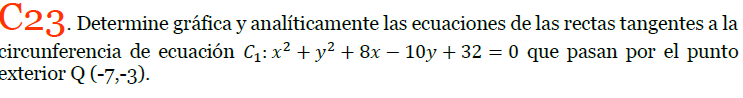 C23. Determine gráfica y analíticamente las ecuaciones de las rectas tangentes a la
circunferencia de ecuación C₁: x² + y² + 8x − 10y + 32 = 0 que pasan por el punto
exterior Q (-7,-3).